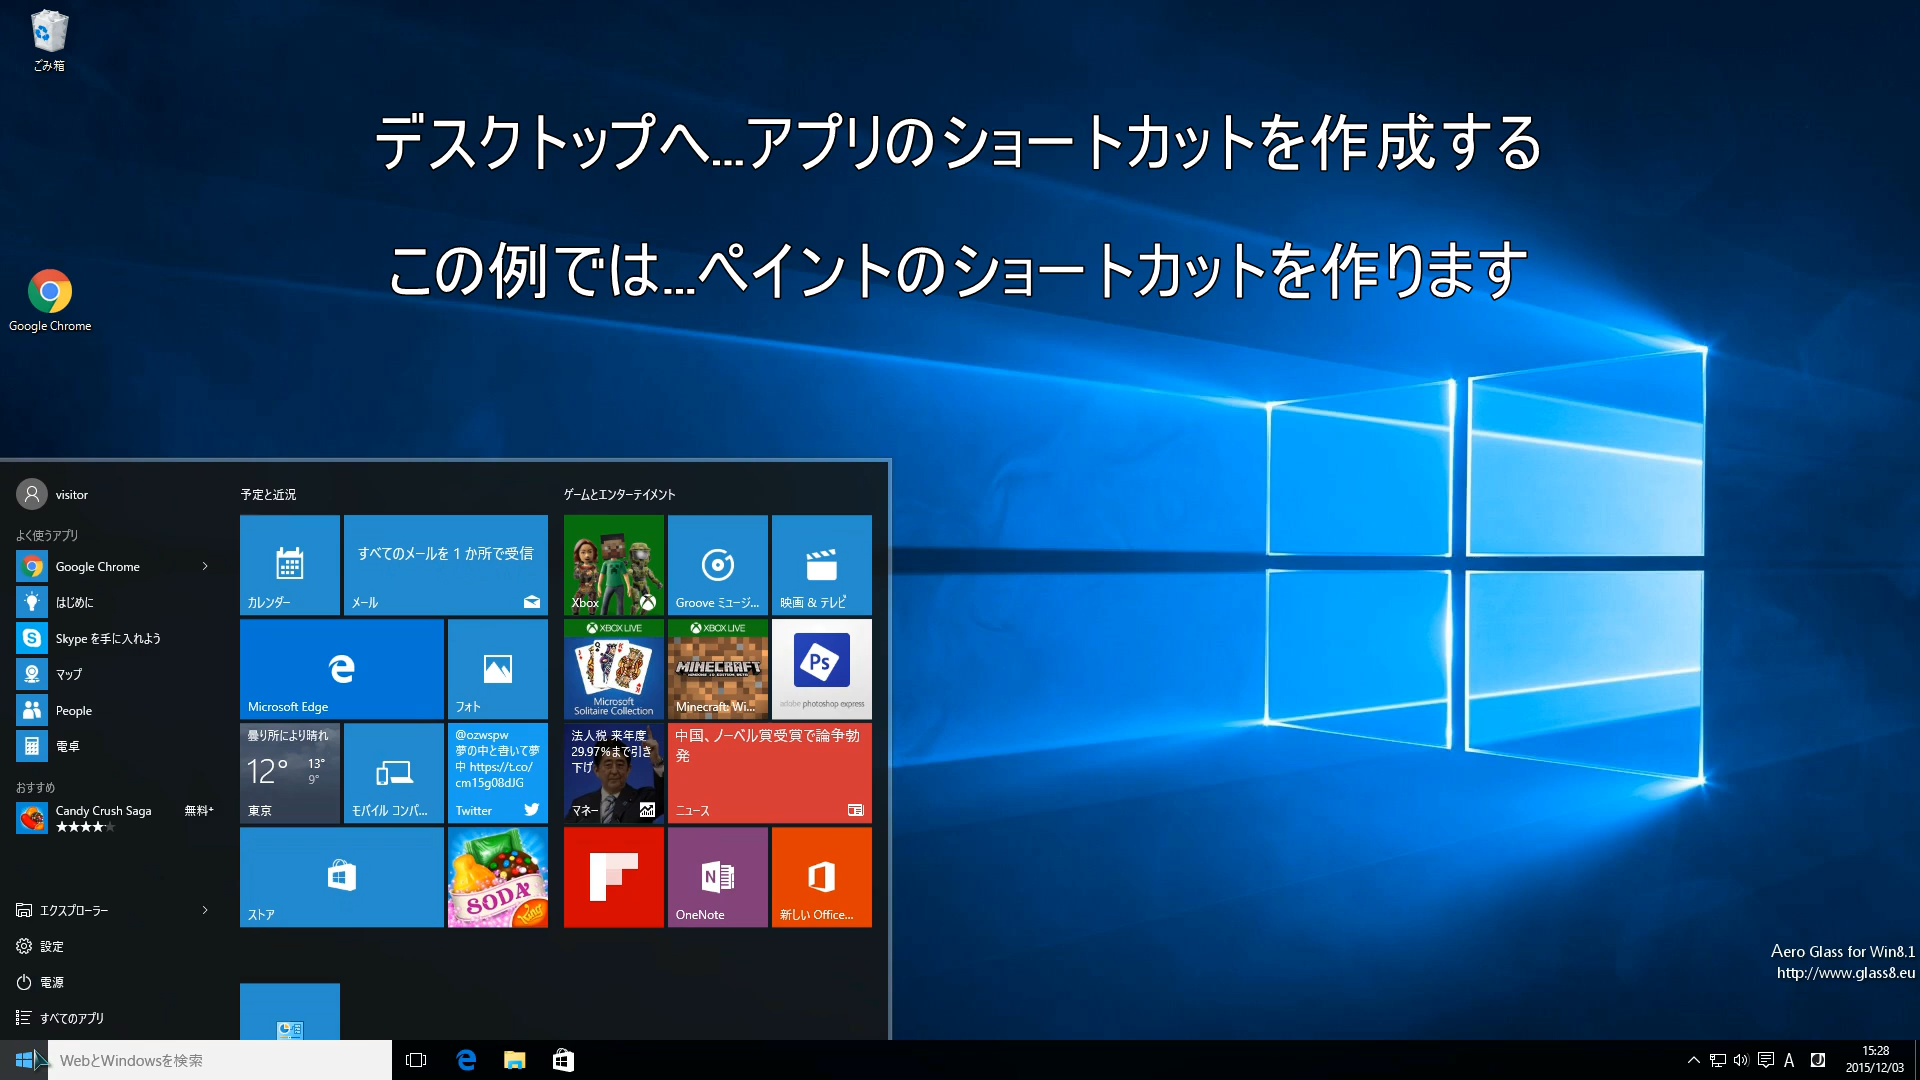 ごみ箱
デスクトップへ...アプリのショートカットを作成する
この例では...ペイントのショートカットを作ります
Google Chrome
visitor
よく使うアプリ
Google Chrome
はじめに
Skype を手に入れよう
マップ
People
電卓
おすすめ
Candy Crush Saga
無料+
エクスプローラー
設定
電源
すべてのアプリ
予定と近況
カレンダー
すべてのメールを 1 か所で受信
メール
Microsoft Edge
フォト
曇り所により晴れ
12°
13°
9°
東京
モバイル コンパ...
@ozwspw
夢の中と書いて夢
中 https://t.co/
cm15g08dJG
Twitter
ストア
SODA
King
ゲームとエンターテイメント
Xbox
Groove ミュージ...
映画 & テレビ
XBOX LIVE
Microsoft
Solitaire Collection
XBOX LIVE
MINECRAFT
WINDOWS 10 EDITION BETA
Minecraft: Wi...
Ps
adobe photoshop express
法人税 来年度
29.97%まで引き
下げ
マネー
中国、ノーベル賞受賞で論争勃
発
ニュース
OneNote
新しい Office...
Aero Glass for Win8.1
http://www.glass8.eu
WebとWindowsを検索
A
J
15:28
2015/12/03